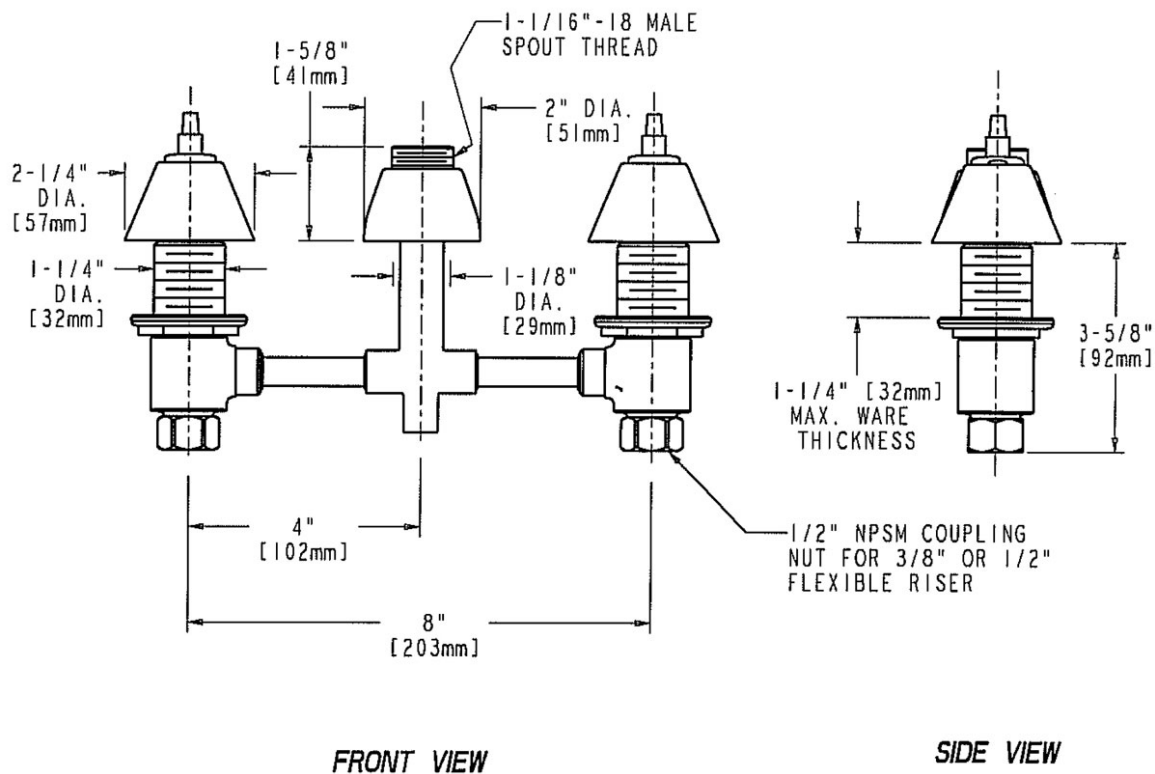 1-1/16"-18 MALE
SPOUT THREAD
1-5/8"
[41mm]
2" DIA.
[51mm]
2-1/4"
DIA.
[57mm]
1-1/4"
DIA.
[32mm]
1-1/8"
DIA.
[29mm]
3-5/8"
[92mm]
1-1/4" [32mm]
MAX. WARE
THICKNESS
4"
[102mm]
1/2" NPSM COUPLING
NUT FOR 3/8" OR 1/2"
FLEXIBLE RISER
8"
[203mm]
FRONT VIEW
SIDE VIEW